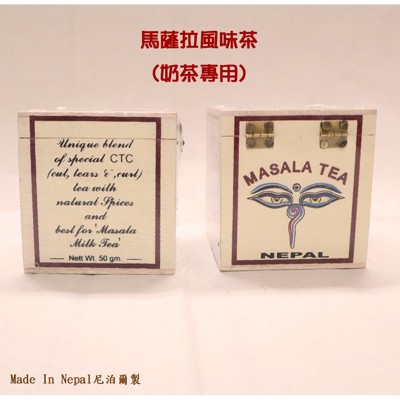 馬薩拉風味茶
(奶茶專用)
Unique blend
of special CTC
(cut, tears 'e', curl)
tea with
natural Spices
and
best for 'Masala
Milk Tea'
Nett Wt. 50 gm.
MASALA TEA
NEPAL
Made In Nepal尼泊爾製